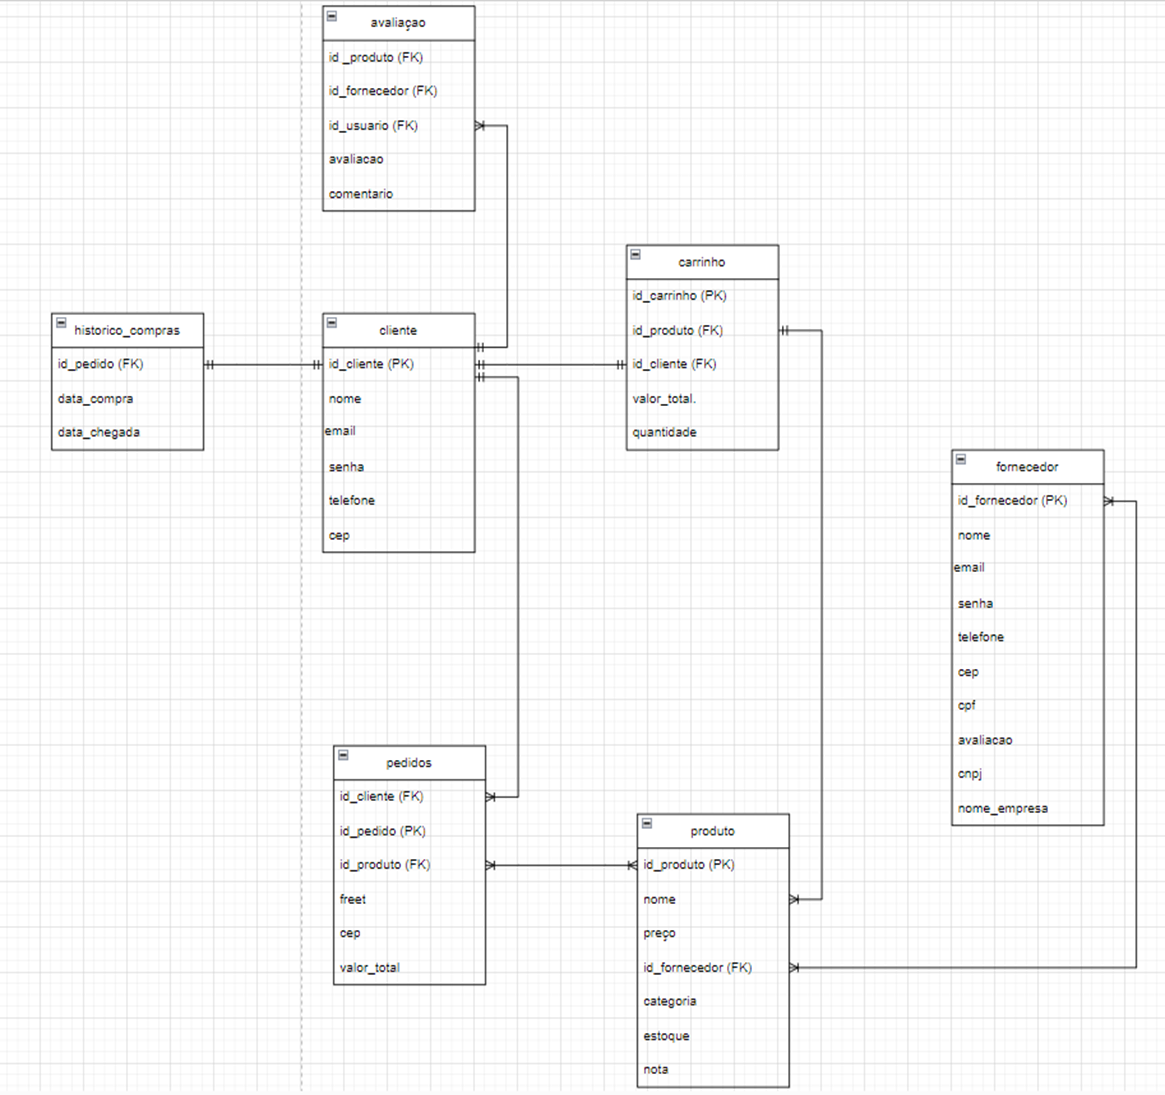 avaliaçao
id _produto (FK)
id_fornecedor (FK)
id_usuario (FK)
avaliacao
comentario
historico_compras
id_pedido (FK)
data_compra
data_chegada
cliente
id_cliente (PK)
nome
email
senha
telefone
cep
carrinho
id_carrinho (PK)
id_produto (FK)
id_cliente (FK)
valor_total.
quantidade
fornecedor
id_fornecedor (PK)
nome
email
senha
telefone
cep
cpf
avaliacao
cnpj
nome_empresa
pedidos
id_cliente (FK)
id_pedido (PK)
id_produto (FK)
freet
cep
valor_total
produto
id_produto (PK)
nome
preço
id_fornecedor (FK)
categoria
estoque
nota